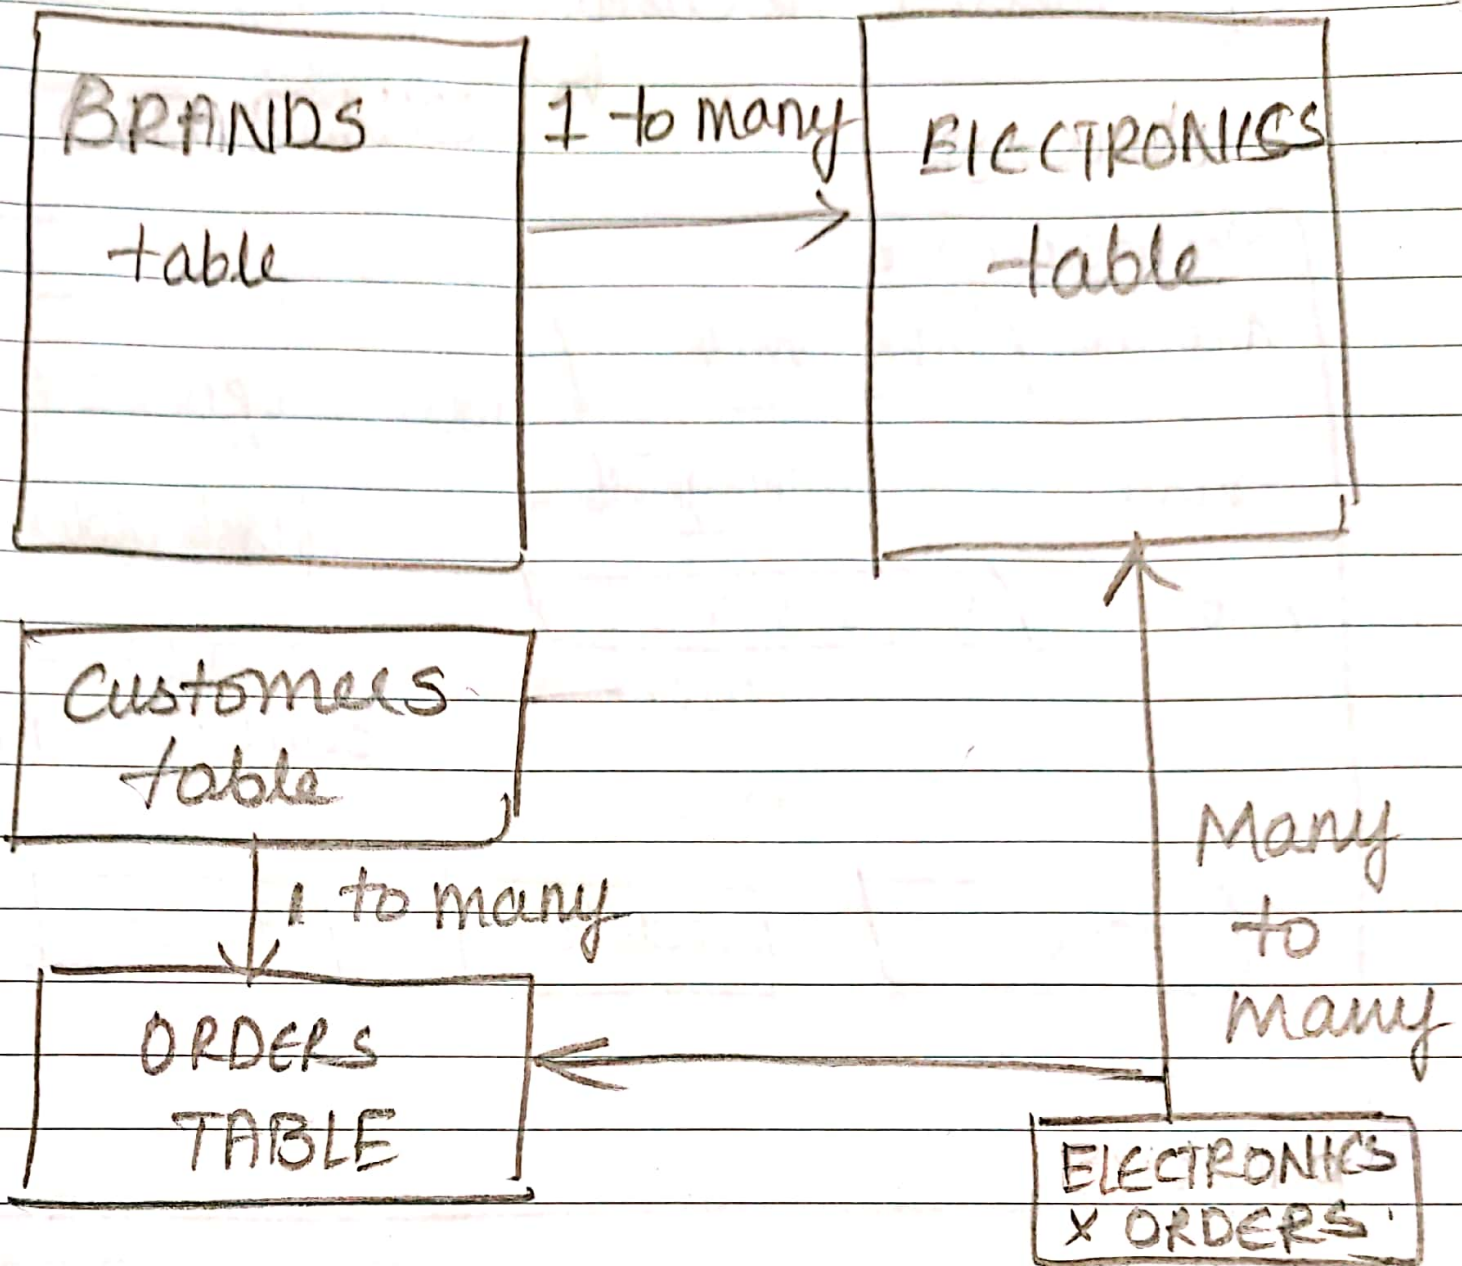 BRANDS
table
1 to many
ELECTRONICS
table
Customers
table
1 to many
ORDERS
TABLE
Many
to
Many
ELECTRONICS
X ORDERS